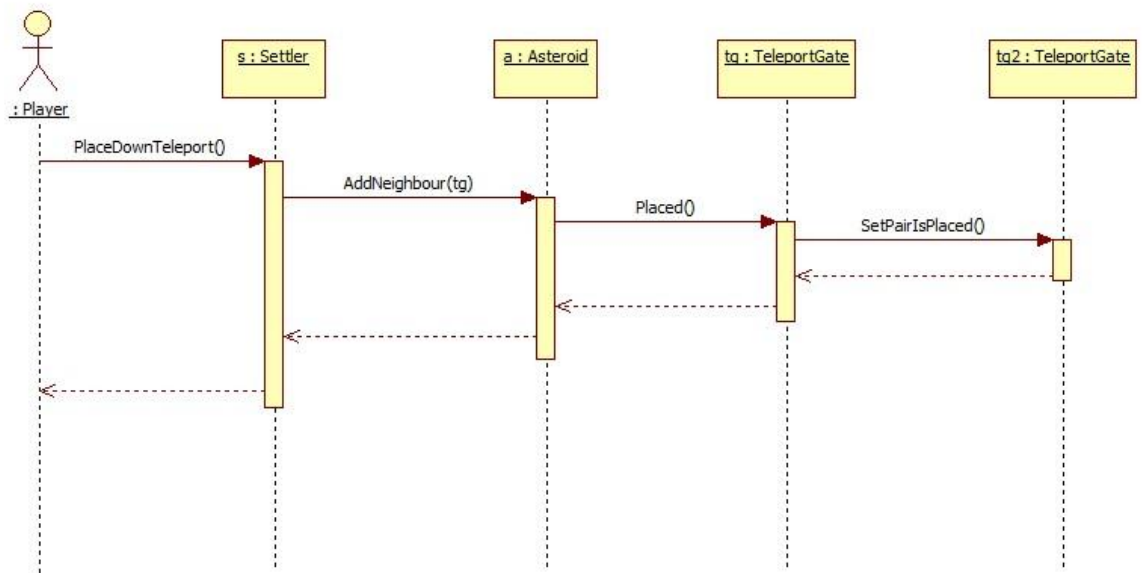 s : Settler
a : Asteroid
tg : TeleportGate
tg2 : TeleportGate
: Player
PlaceDownTeleport()
AddNeighbour(tg)
Placed()
SetPairIsPlaced()